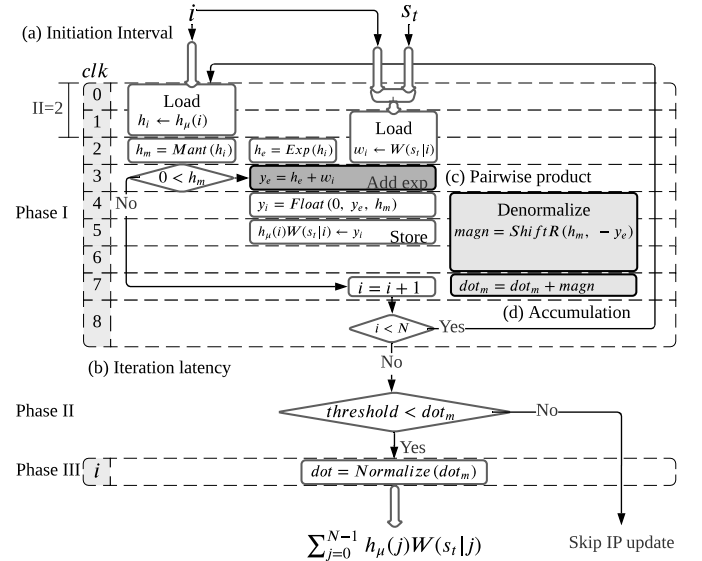 i
s_t
(a) Initiation Interval
clk
0
II=2
Load
h_i ← h_μ(i)
1
Load
w_i ← W(s_t|i)
2
h_m = Mant(h_i)
h_e = Exp(h_i)
3
0 < h_m
y_e = h_e + w_i
Add exp
(c) Pairwise product
No
Phase I
4
y_i = Float(0, y_e, h_m)
Denormalize
magn = ShiftR(h_m, − y_e)
5
h_μ(i)W(s_t|i) ← y_i
Store
6
7
i = i + 1
dot_m = dot_m + magn
(d) Accumulation
8
i < N
Yes
(b) Iteration latency
No
Phase II
threshold < dot_m
No
Yes
Phase III
i
dot = Normalize(dot_m)
∑_{j=0}^{N−1} h_μ(j)W(s_t|j)
Skip IP update